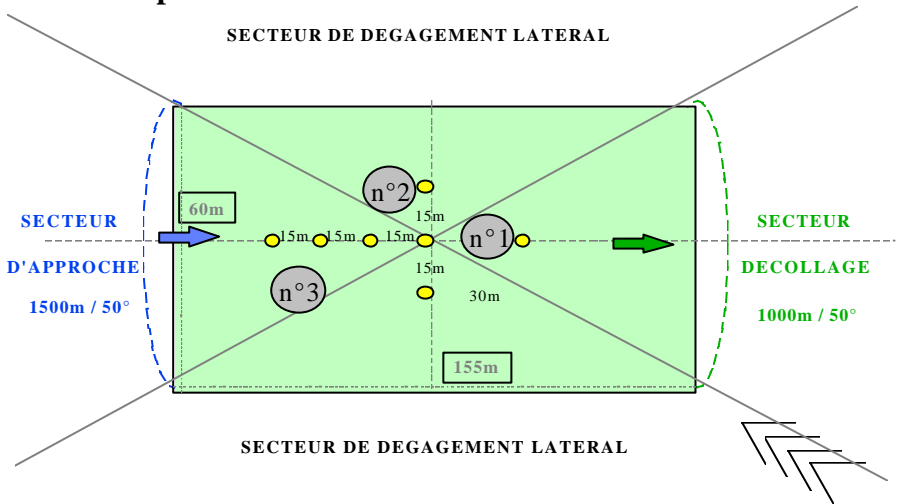 SECTEUR DE DEGAGEMENT LATERAL
n°2
60m
15m
SECTEUR
D'APPROCHE
1500m / 50°
15m
15m
15m
n°1
SECTEUR
DECOLLAGE
1000m / 50°
15m
n°3
30m
155m
SECTEUR DE DEGAGEMENT LATERAL